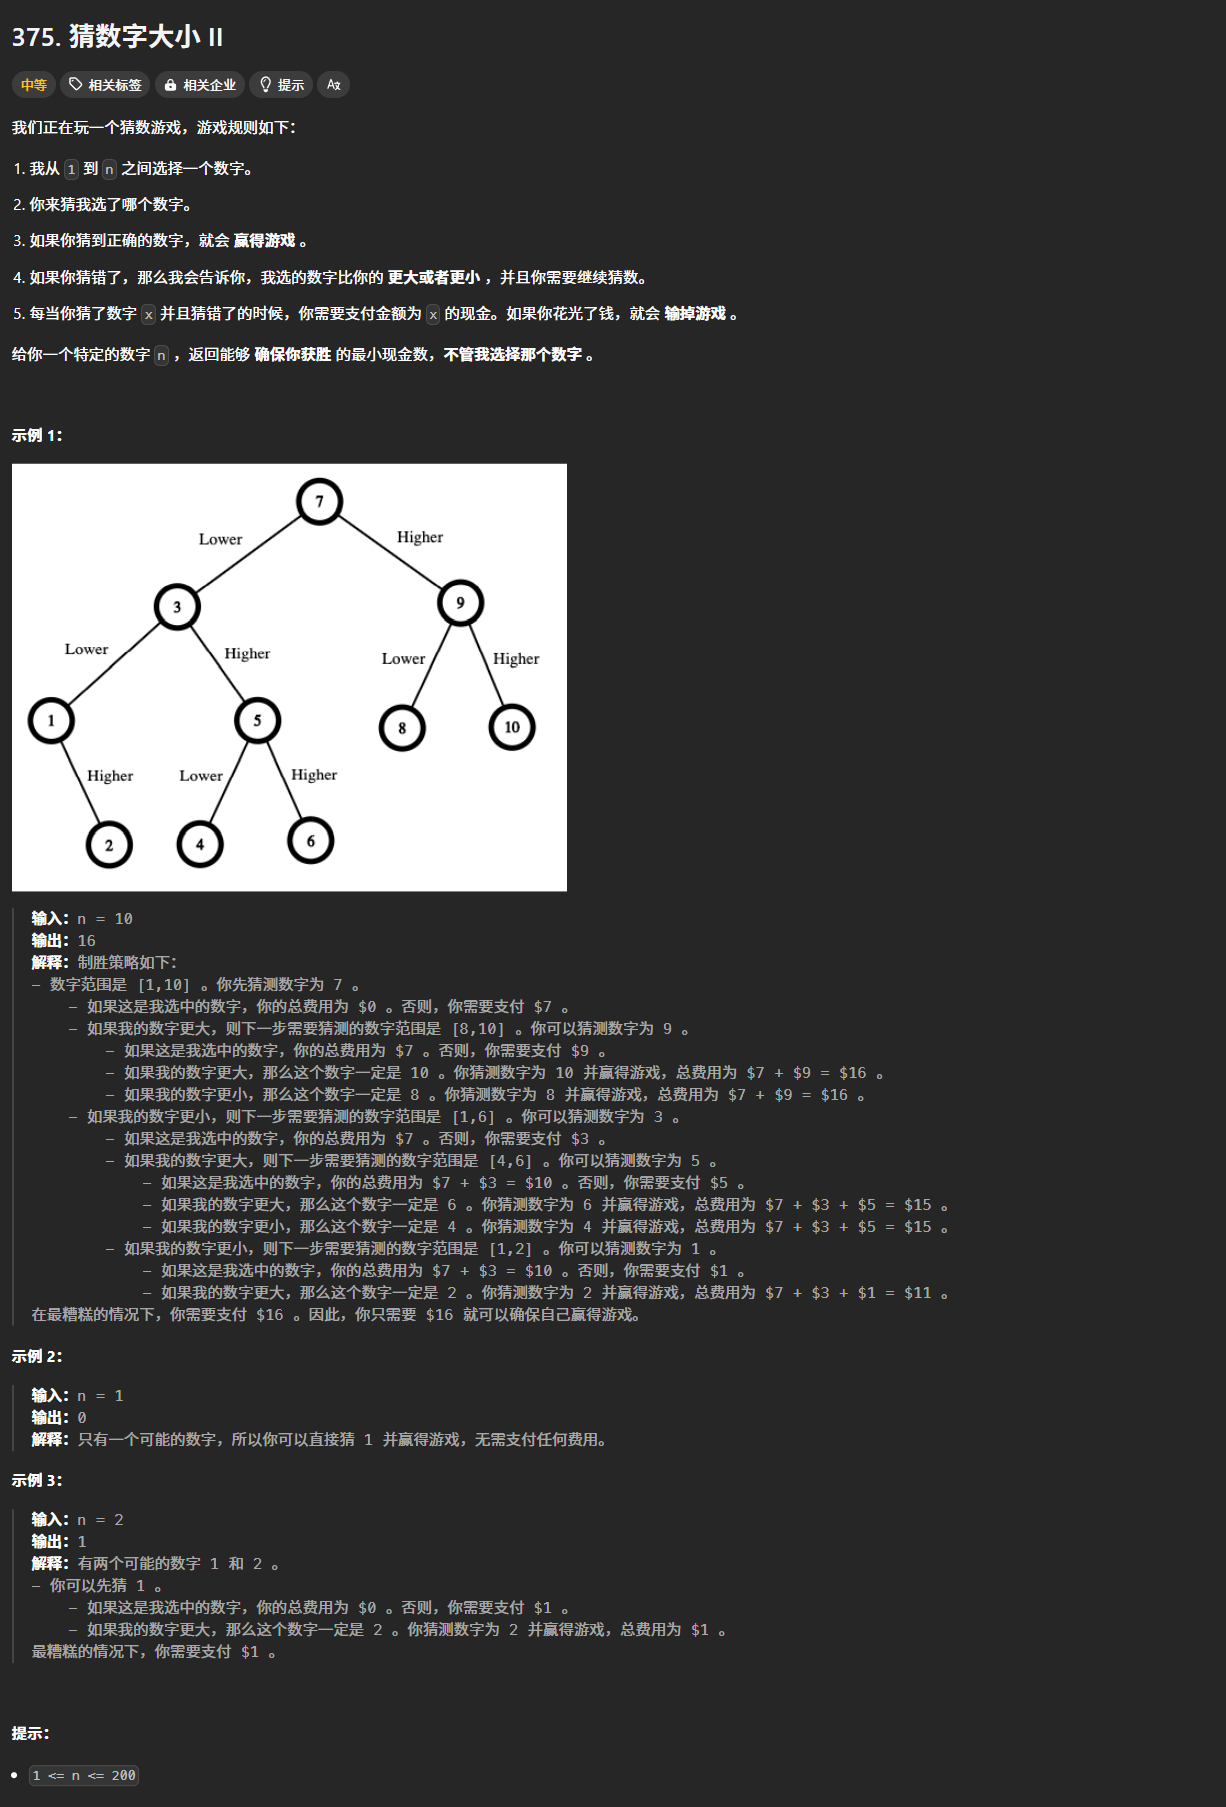 375. 猜数字大小 II
中等 相关标签 相关企业 提示 A文
我们正在玩一个猜数游戏，游戏规则如下：
1. 我从 1 到 n 之间选择一个数字。
2. 你来猜我选了哪个数字。
3. 如果你猜到正确的数字，就会 赢得游戏 。
4. 如果你猜错了，那么我会告诉你，我选的数字比你的 更大或者更小 ，并且你需要继续猜数。
5. 每当你猜了数字 x 并且猜错了的时候，你需要支付金额为 x 的现金。如果你花光了钱，就会 输掉游戏 。
给你一个特定的数字 n ，返回能够 确保你获胜 的最小现金数，不管我选择那个数字 。
示例 1：
7
Lower Higher
3 9
Lower Higher Lower Higher
1 5 8 10
Higher Lower Higher
2 4 6
输入：n = 10
输出：16
解释：制胜策略如下：
- 数字范围是 [1,10] 。你先猜测数字为 7 。
- 如果这是我选中的数字，你的总费用为 $0 。否则，你需要支付 $7 。
- 如果我的数字更大，则下一步需要猜测的数字范围是 [8,10] 。你可以猜测数字为 9 。
- 如果这是我选中的数字，你的总费用为 $7 。否则，你需要支付 $9 。
- 如果我的数字更大，那么这个数字一定是 10 。你猜测数字为 10 并赢得游戏，总费用为 $7 + $9 = $16 。
- 如果我的数字更小，那么这个数字一定是 8 。你猜测数字为 8 并赢得游戏，总费用为 $7 + $9 = $16 。
- 如果我的数字更小，则下一步需要猜测的数字范围是 [1,6] 。你可以猜测数字为 3 。
- 如果这是我选中的数字，你的总费用为 $7 。否则，你需要支付 $3 。
- 如果我的数字更大，则下一步需要猜测的数字范围是 [4,6] 。你可以猜测数字为 5 。
- 如果这是我选中的数字，你的总费用为 $7 + $3 = $10 。否则，你需要支付 $5 。
- 如果我的数字更大，那么这个数字一定是 6 。你猜测数字为 6 并赢得游戏，总费用为 $7 + $3 + $5 = $15 。
- 如果我的数字更小，那么这个数字一定是 4 。你猜测数字为 4 并赢得游戏，总费用为 $7 + $3 + $5 = $15 。
- 如果我的数字更小，则下一步需要猜测的数字范围是 [1,2] 。你可以猜测数字为 1 。
- 如果这是我选中的数字，你的总费用为 $7 + $3 = $10 。否则，你需要支付 $1 。
- 如果我的数字更大，那么这个数字一定是 2 。你猜测数字为 2 并赢得游戏，总费用为 $7 + $3 + $1 = $11 。
在最糟糕的情况下，你需要支付 $16 。因此，你只需要 $16 就可以确保自己赢得游戏。
示例 2：
输入：n = 1
输出：0
解释：只有一个可能的数字，所以你可以直接猜 1 并赢得游戏，无需支付任何费用。
示例 3：
输入：n = 2
输出：1
解释：有两个可能的数字 1 和 2 。
- 你可以先猜 1 。
- 如果这是我选中的数字，你的总费用为 $0 。否则，你需要支付 $1 。
- 如果我的数字更大，那么这个数字一定是 2 。你猜测数字为 2 并赢得游戏，总费用为 $1 。
最糟糕的情况下，你需要支付 $1 。
提示：
• 1 <= n <= 200